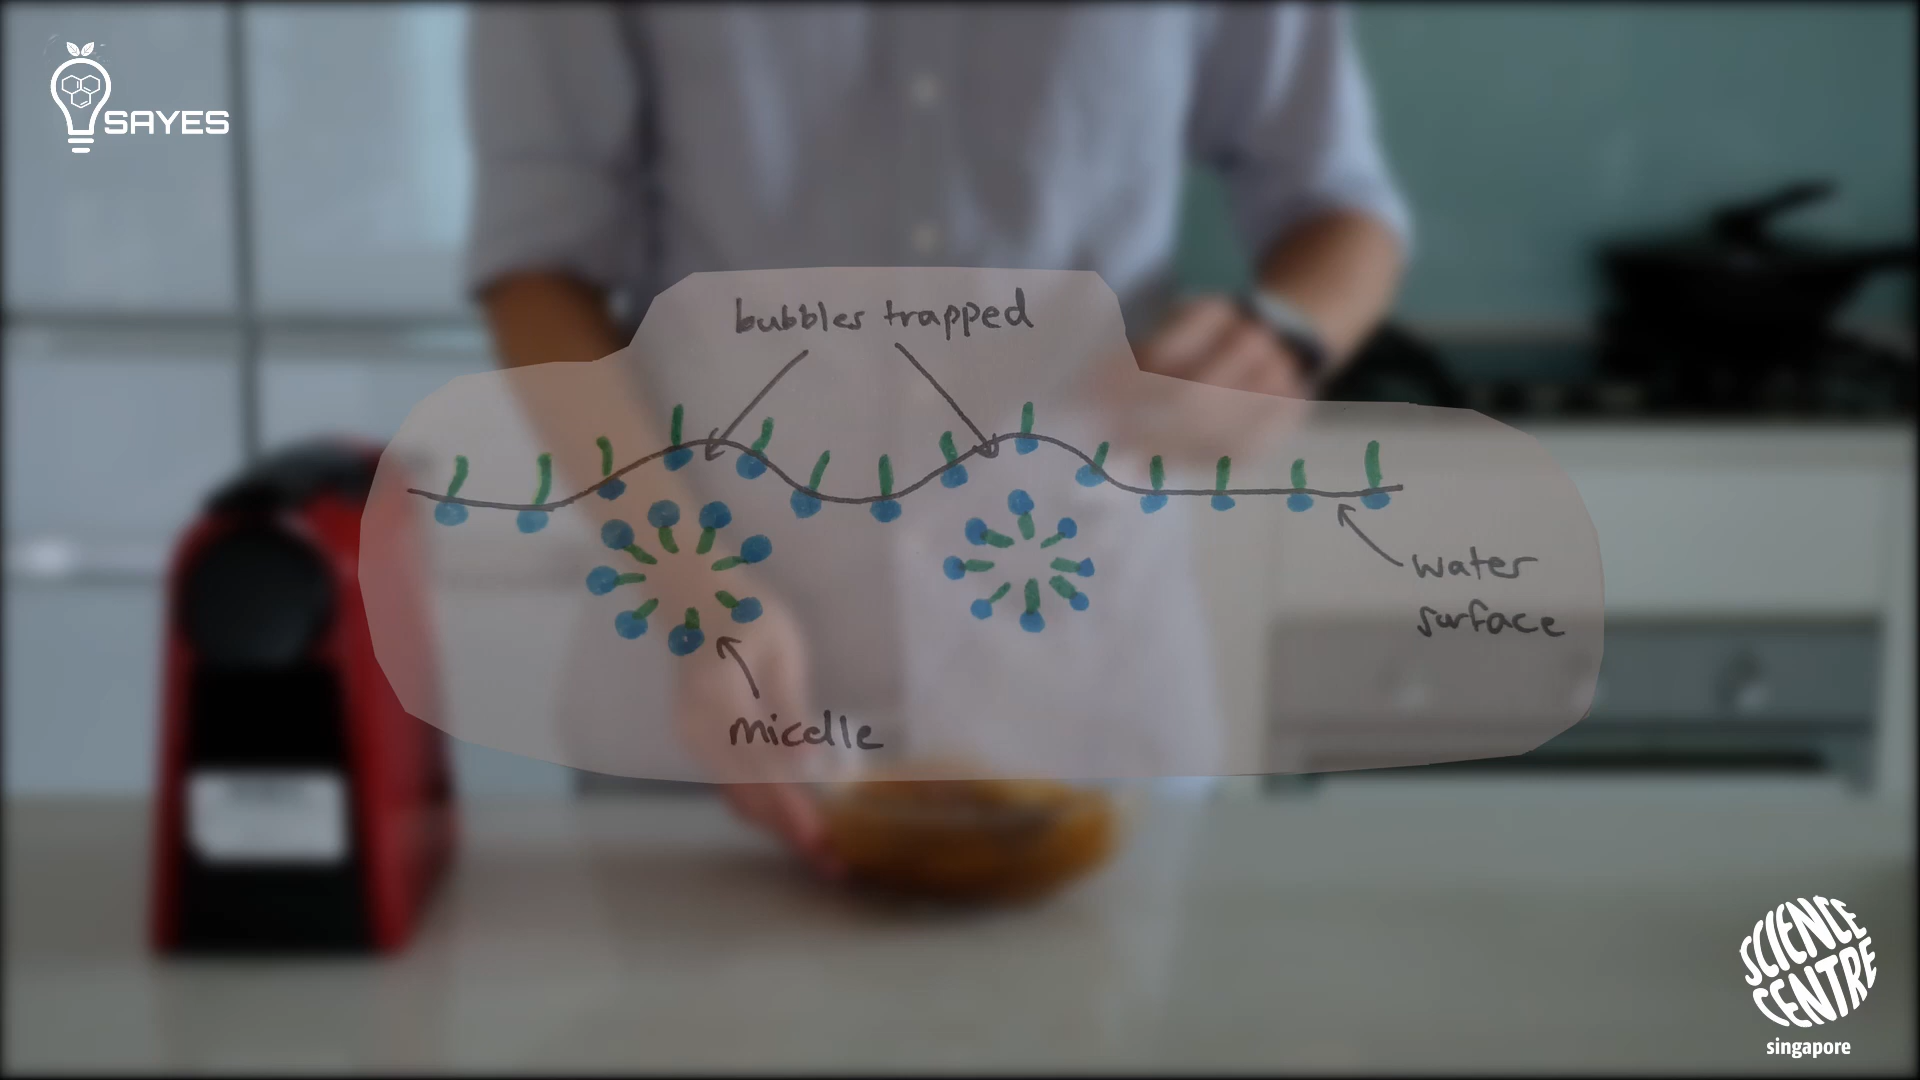 SAYES
bubbles trapped
water
surface
micelle
SCIENCE
CENTRE
singapore